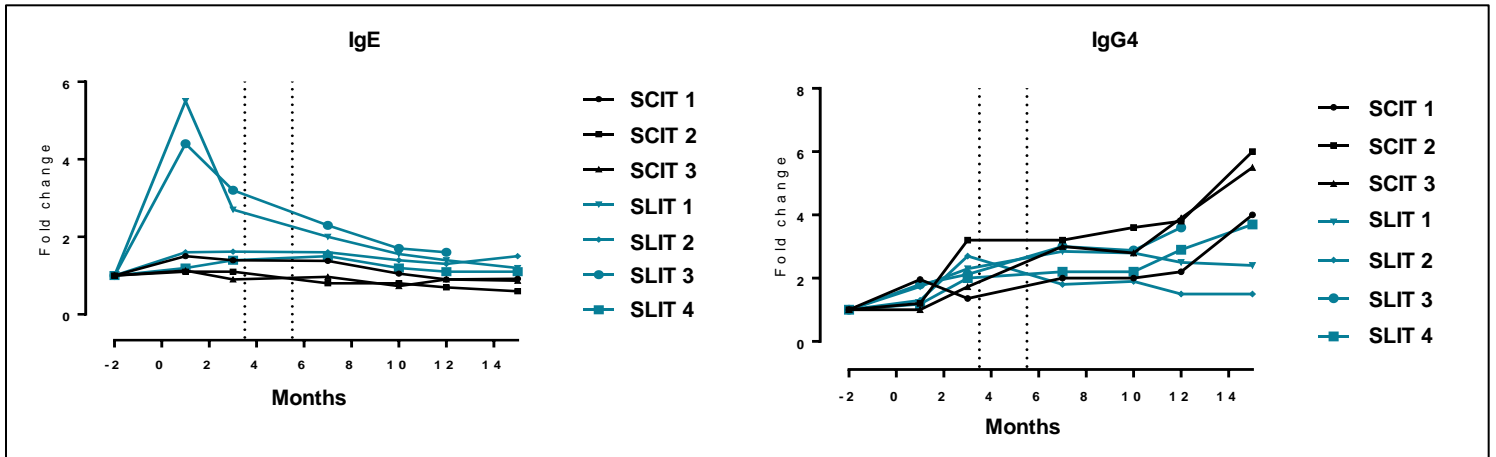 IgE
6
4
2
0
Fold change
-2 0 2 4 6 8 10 12 14
Months
SCIT 1
SCIT 2
SCIT 3
SLIT 1
SLIT 2
SLIT 3
SLIT 4
IgG4
8
6
4
2
0
Fold change
-2 0 2 4 6 8 10 12 14
Months
SCIT 1
SCIT 2
SCIT 3
SLIT 1
SLIT 2
SLIT 3
SLIT 4